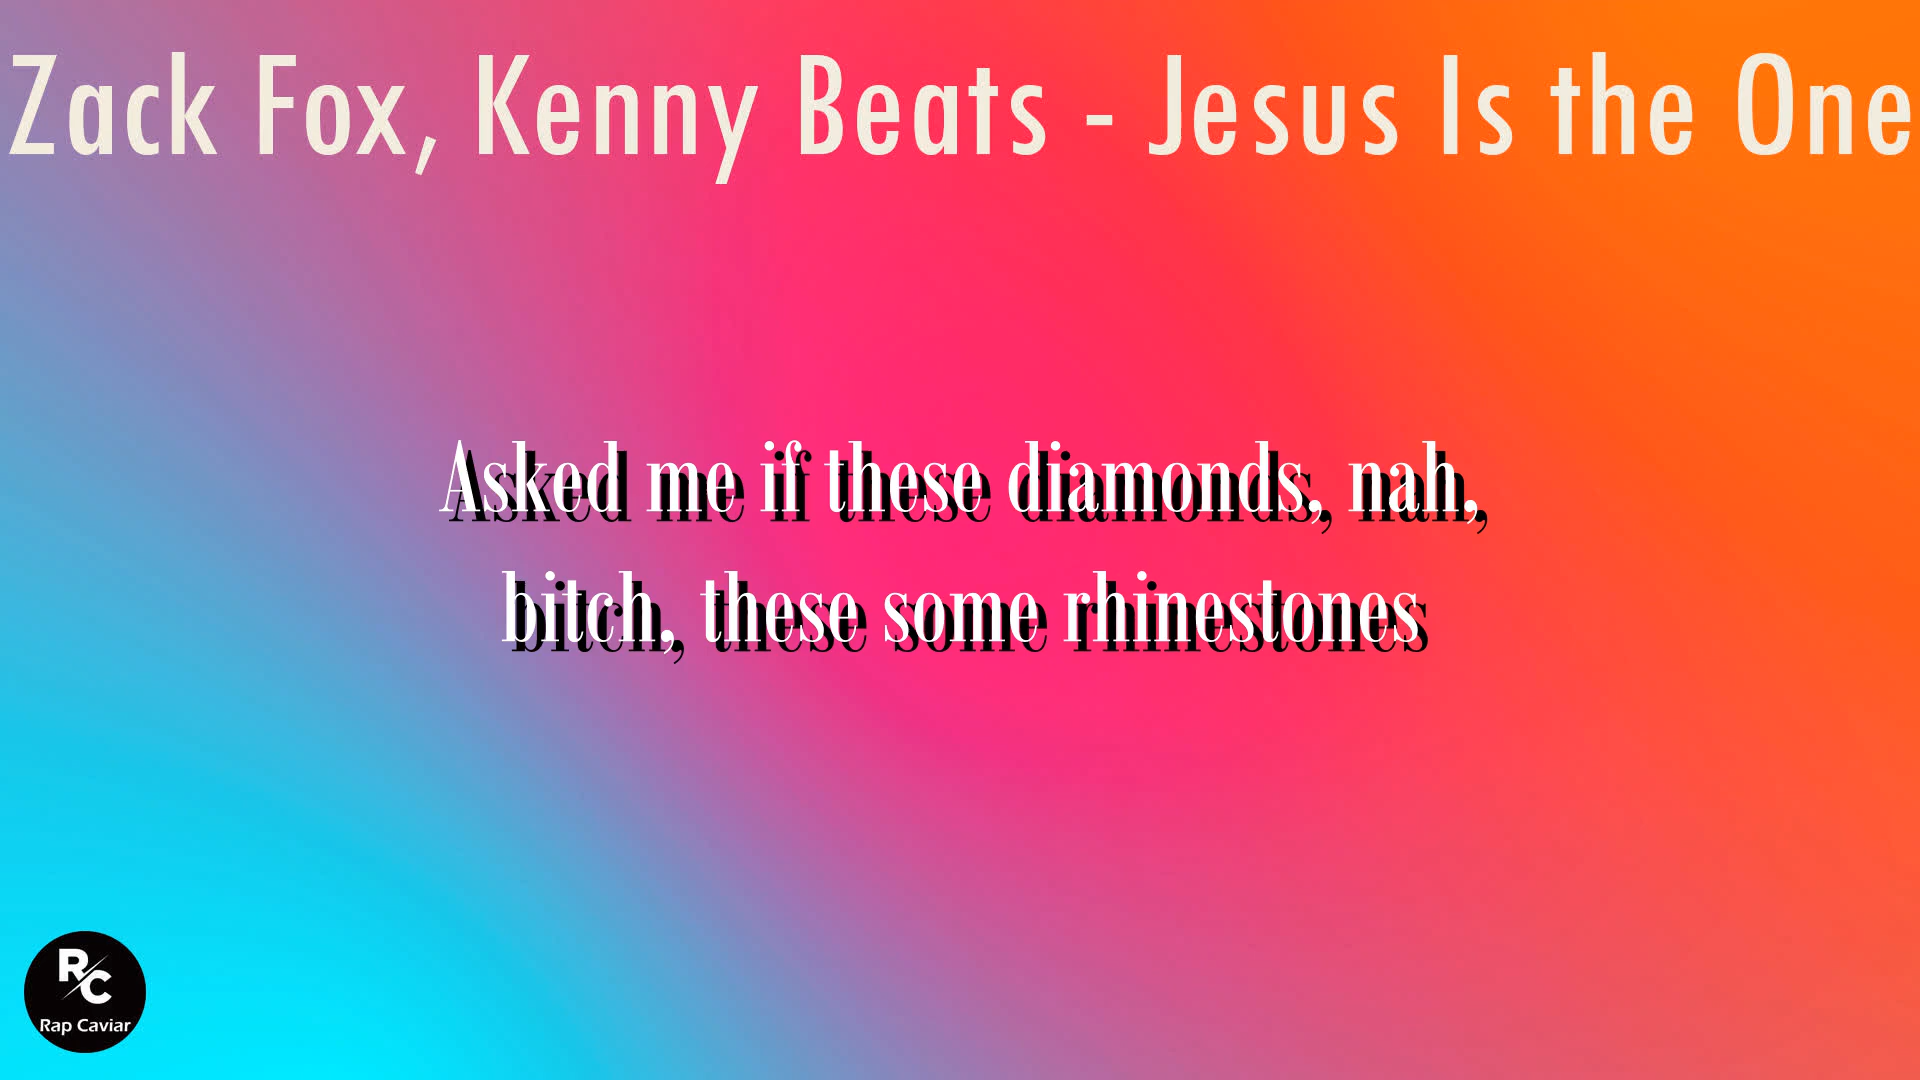 Zack Fox, Kenny Beats - Jesus Is the One
Asked me if these diamonds, nah,
bitch, these some rhinestones
RC
Rap Caviar